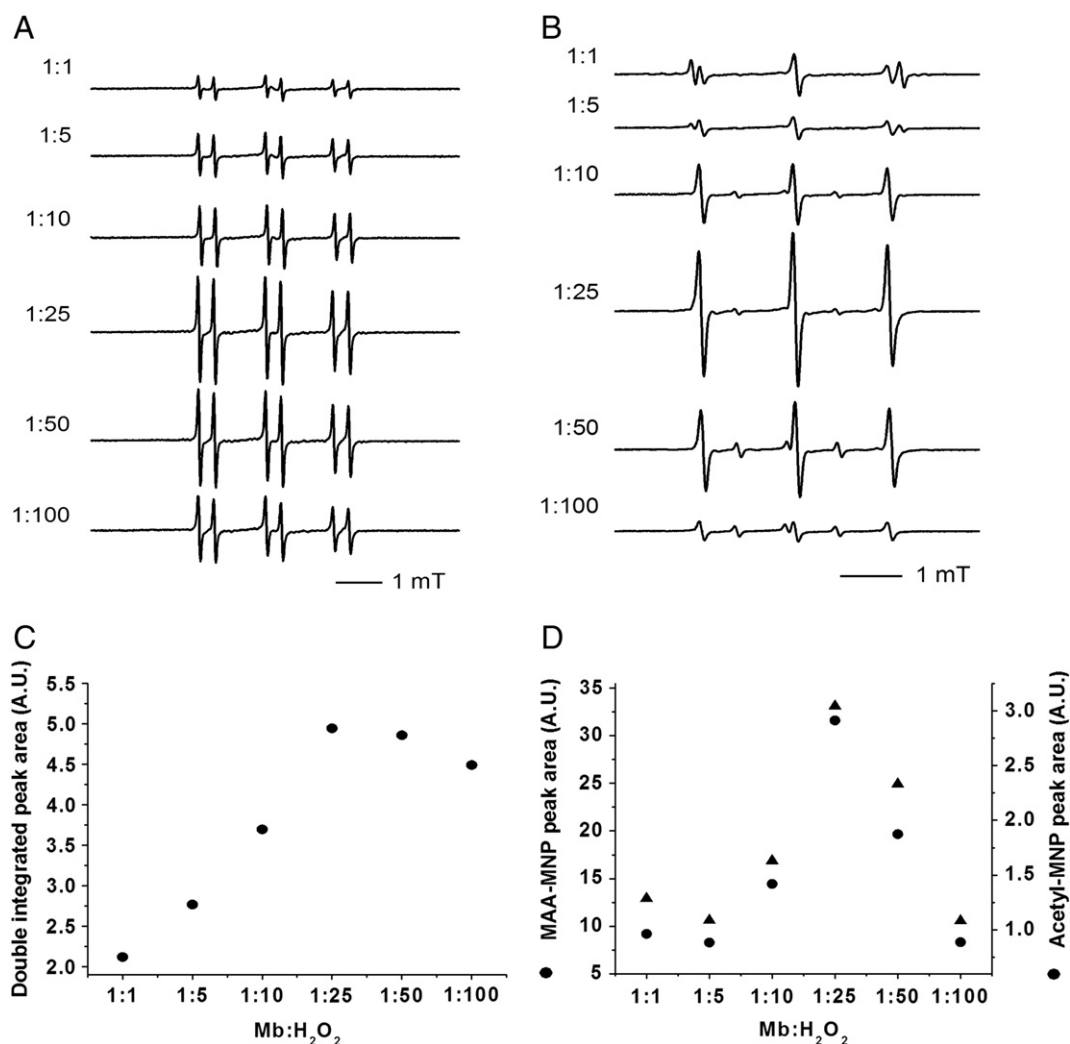 A
1:1
1:5
1:10
1:25
1:50
1:100
1 mT
B
1:1
1:5
1:10
1:25
1:50
1:100
1 mT
C
Double integrated peak area (A.U.)
5.5
5.0
4.5
4.0
3.5
3.0
2.5
2.0
1:1 1:5 1:10 1:25 1:50 1:100
Mb:H₂O₂
D
MAA-MNP peak area (A.U.)
35
30
25
20
15
10
5
3.0
2.5
2.0
1.5
1.0
Acetyl-MNP peak area (A.U.)
1:1 1:5 1:10 1:25 1:50 1:100
Mb:H₂O₂